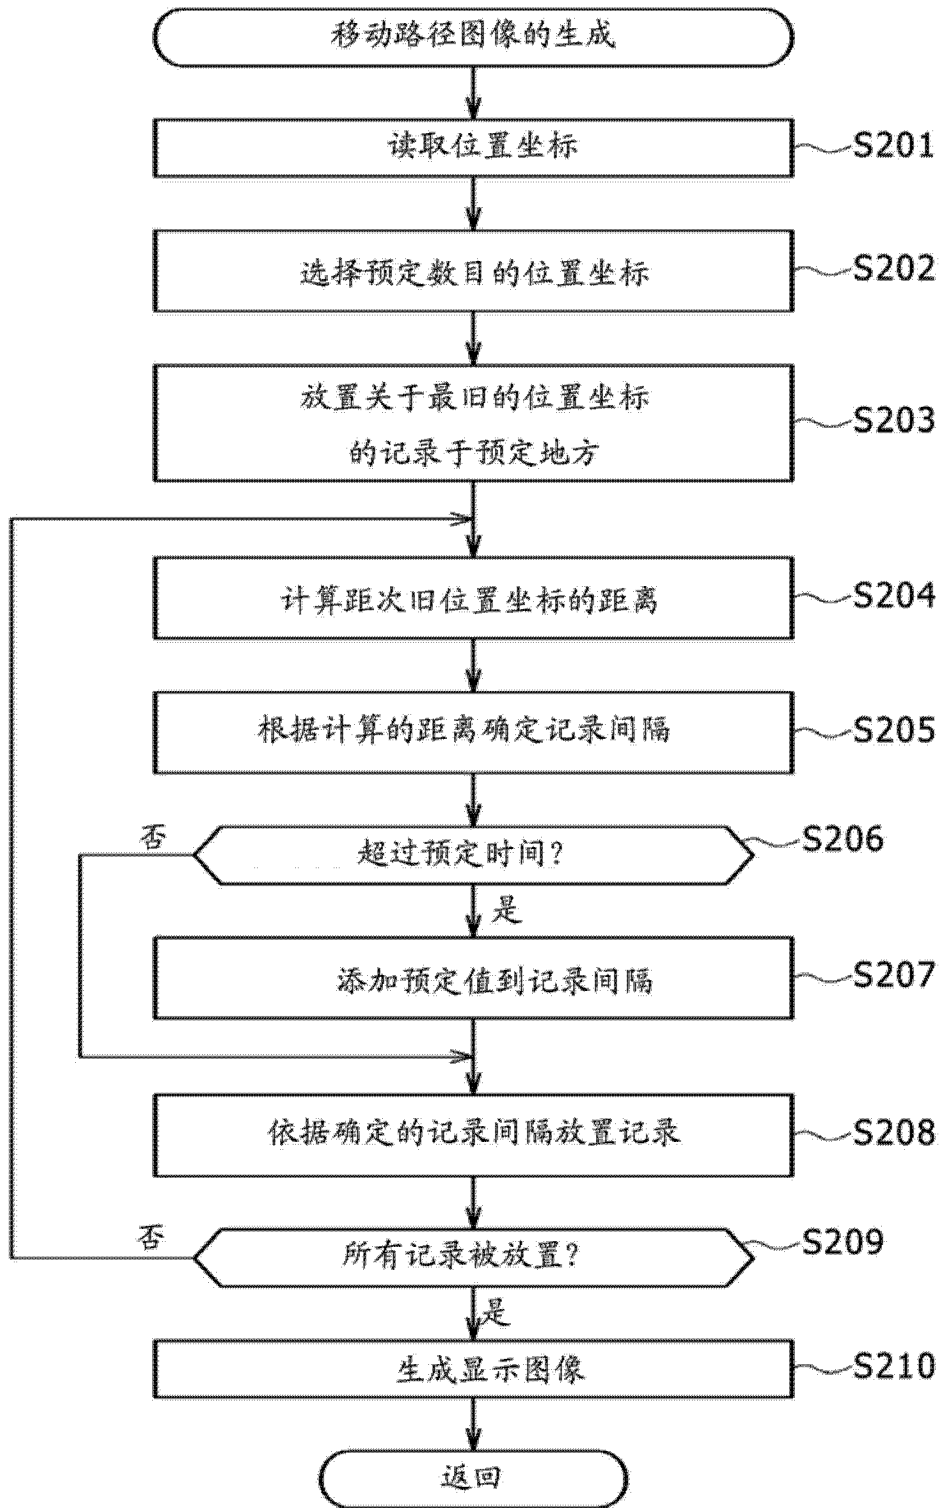 移动路径图像的生成
读取位置坐标
S201
选择预定数目的位置坐标
S202
放置关于最旧的位置坐标
的记录于预定地方
S203
计算距次旧位置坐标的距离
S204
根据计算的距离确定记录间隔
S205
否
超过预定时间?
S206
是
添加预定值到记录间隔
S207
依据确定的记录间隔放置记录
S208
否
所有记录被放置?
S209
是
生成显示图像
S210
返回